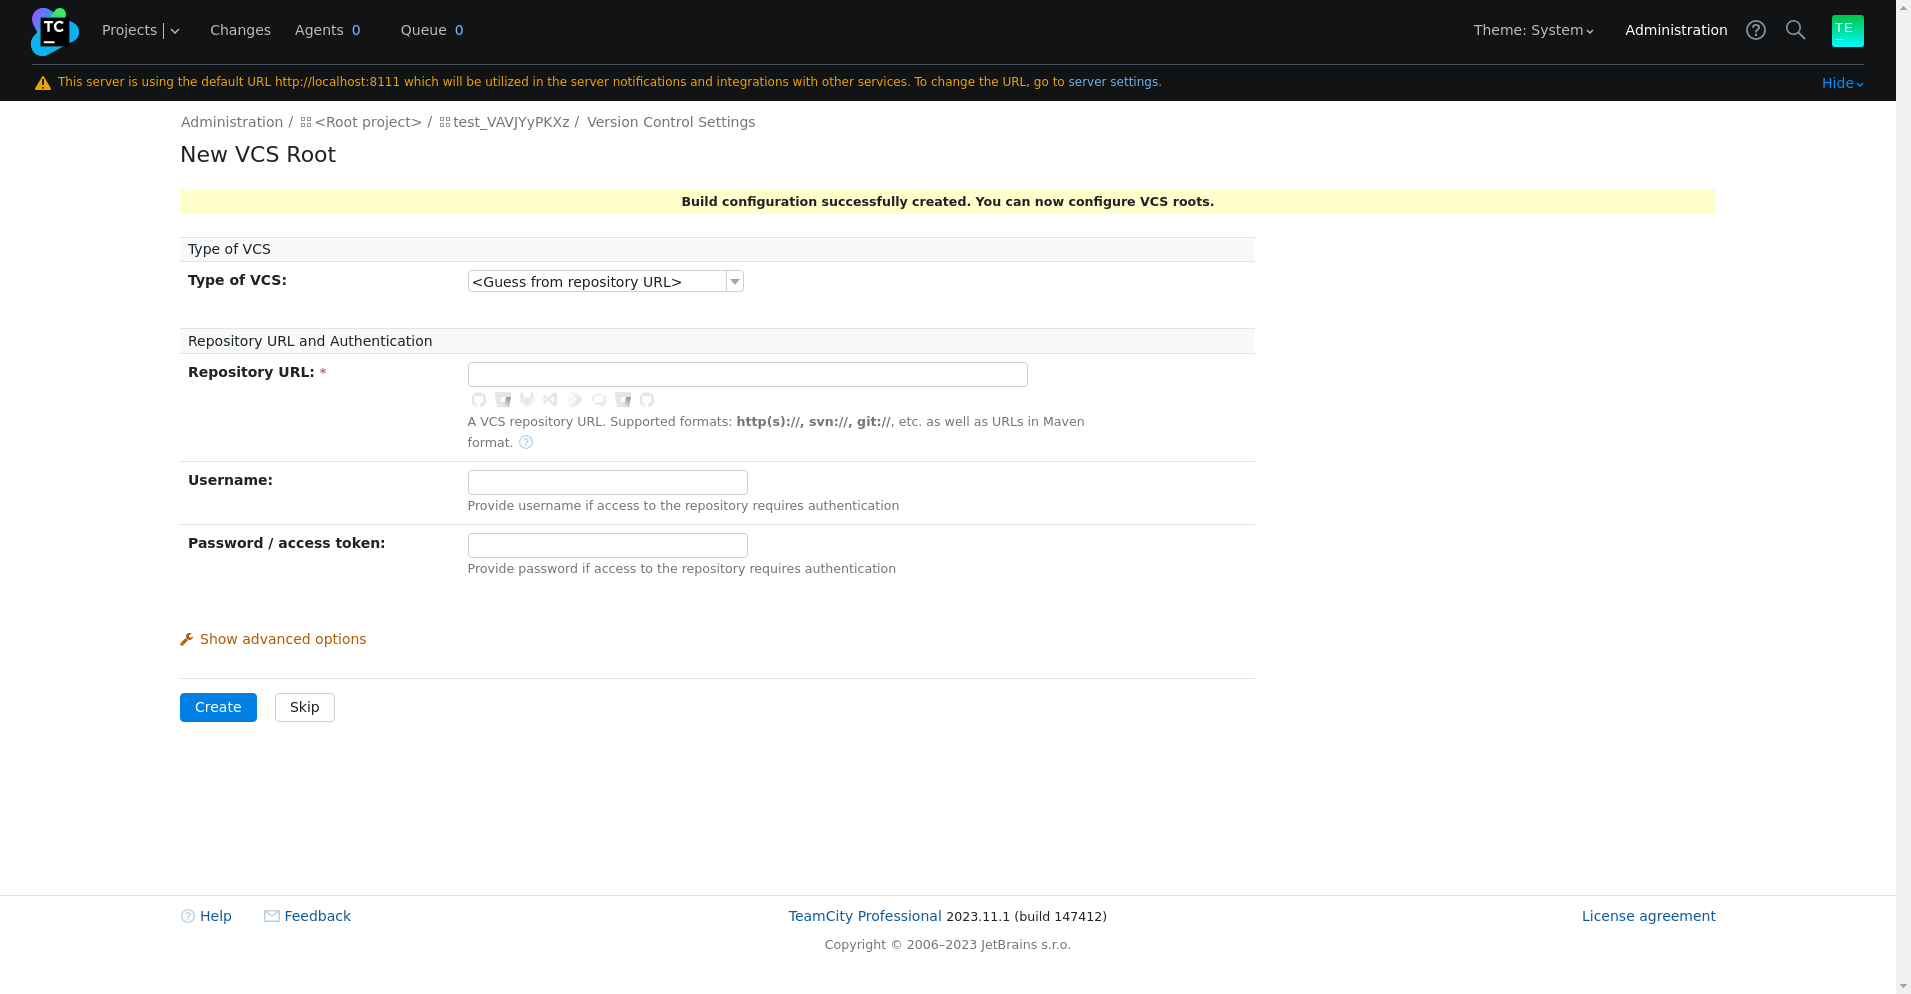 TC
Projects
Changes
Agents 0
Queue 0
Theme: System
Administration
TE
This server is using the default URL http://localhost:8111 which will be utilized in the server notifications and integrations with other services. To change the URL, go to server settings.
Hide
Administration / <Root project> / test_VAVJYyPKXz / Version Control Settings
New VCS Root
Build configuration successfully created. You can now configure VCS roots.
Type of VCS
Type of VCS:
<Guess from repository URL>
Repository URL and Authentication
Repository URL: *
A VCS repository URL. Supported formats: http(s)://, svn://, git://, etc. as well as URLs in Maven
format.
Username:
Provide username if access to the repository requires authentication
Password / access token:
Provide password if access to the repository requires authentication
Show advanced options
Create
Skip
Help
Feedback
TeamCity Professional 2023.11.1 (build 147412)
License agreement
Copyright © 2006–2023 JetBrains s.r.o.